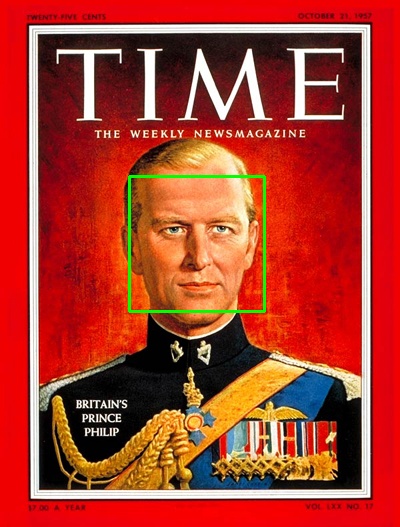 TWENTY-FIVE CENTS OCTOBER 21, 1957
TIME
THE WEEKLY NEWSMAGAZINE
BRITAIN'S
PRINCE
PHILIP
$7.00 A YEAR VOL. LXX NO. 17